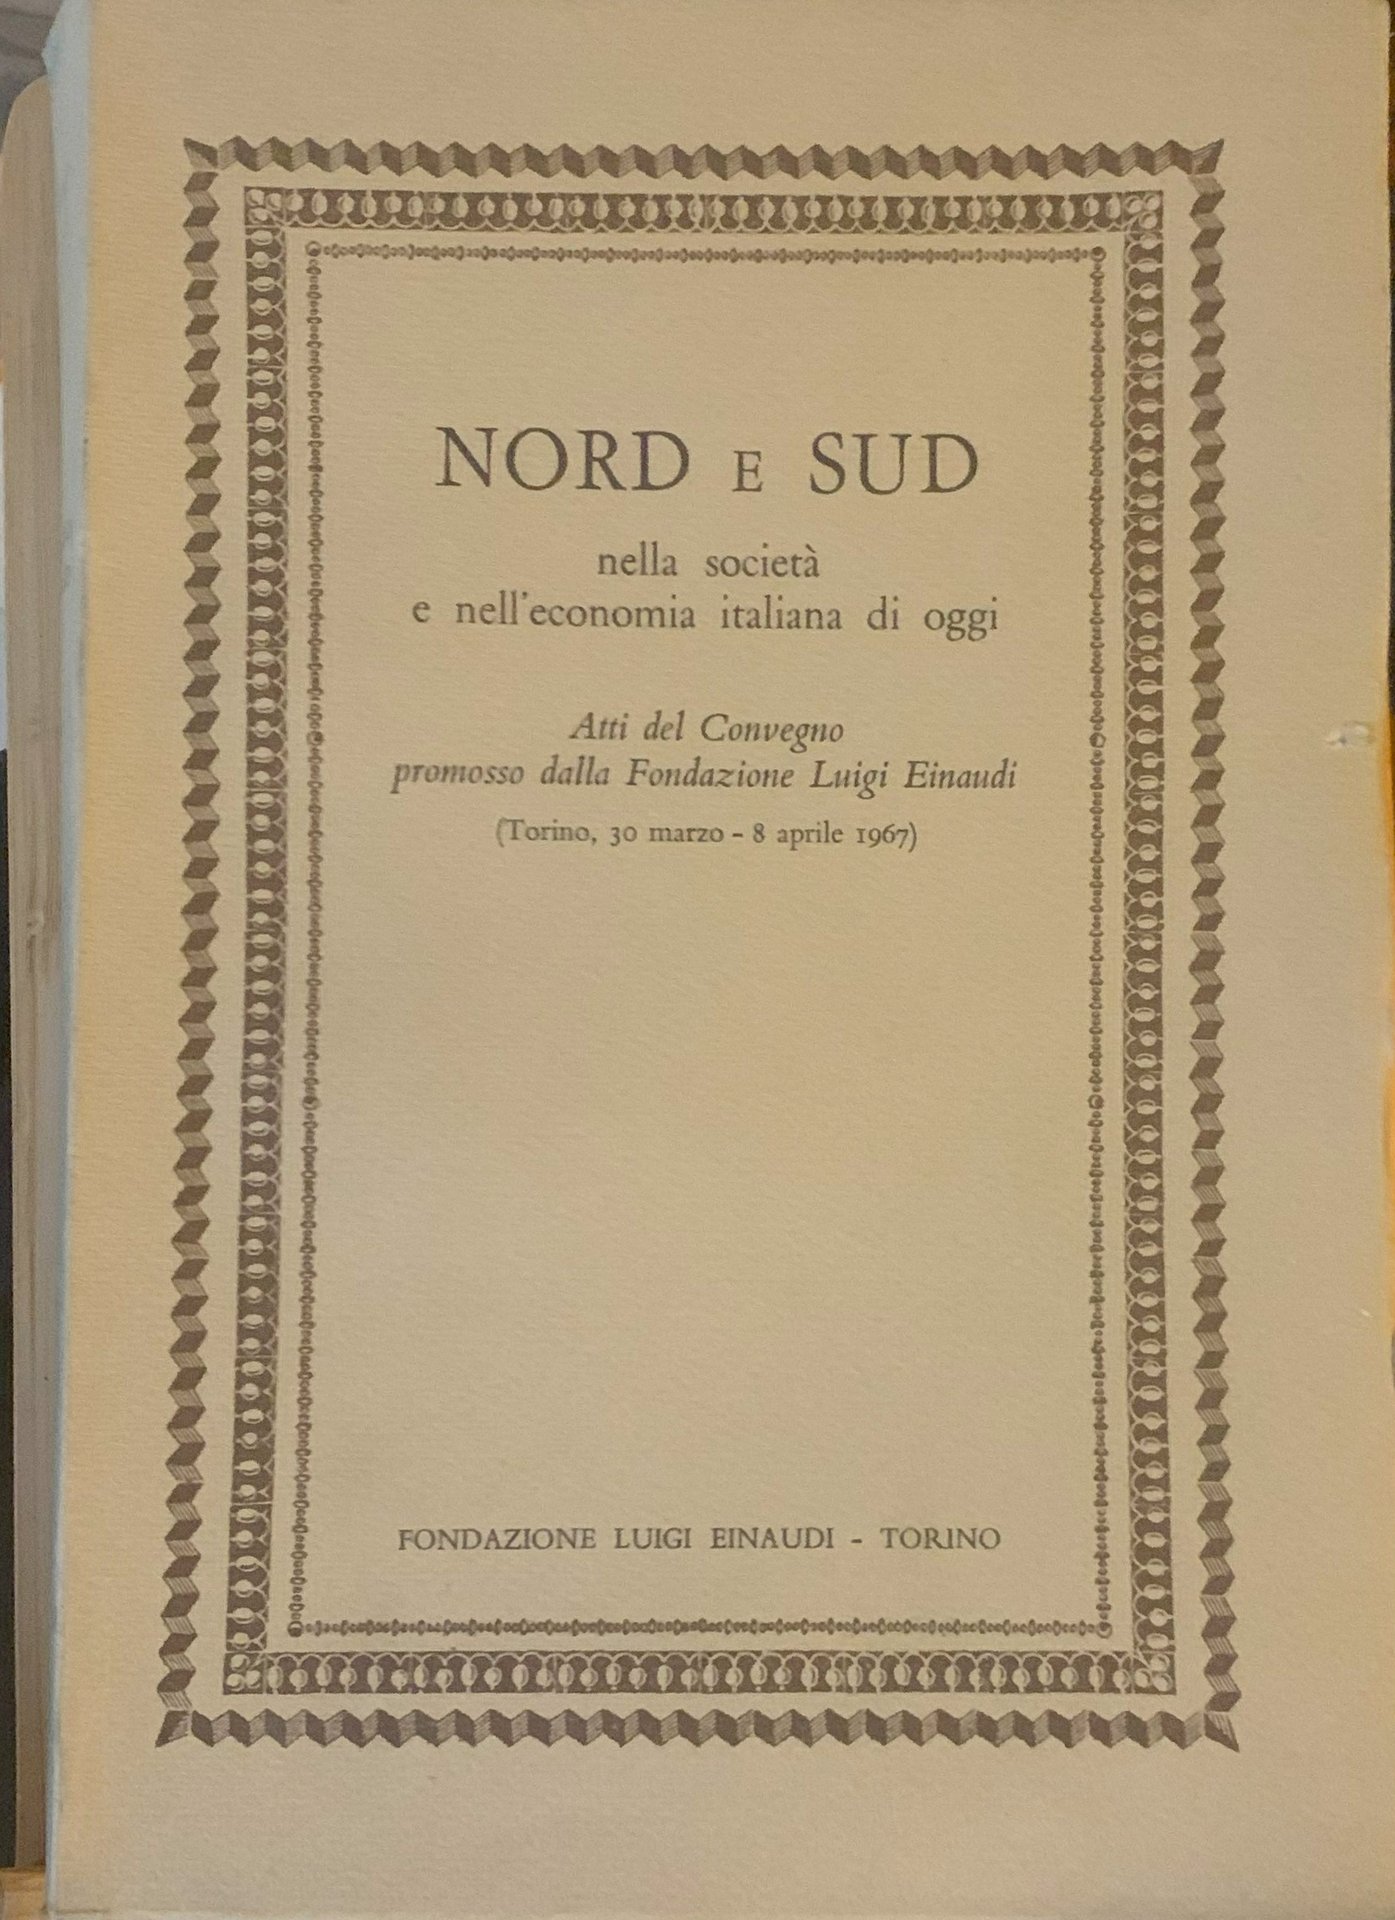 NORD E SUD
nella società
e nell'economia italiana di oggi
Atti del Convegno
promosso dalla Fondazione Luigi Einaudi
(Torino, 30 marzo - 8 aprile 1967)
FONDAZIONE LUIGI EINAUDI - TORINO